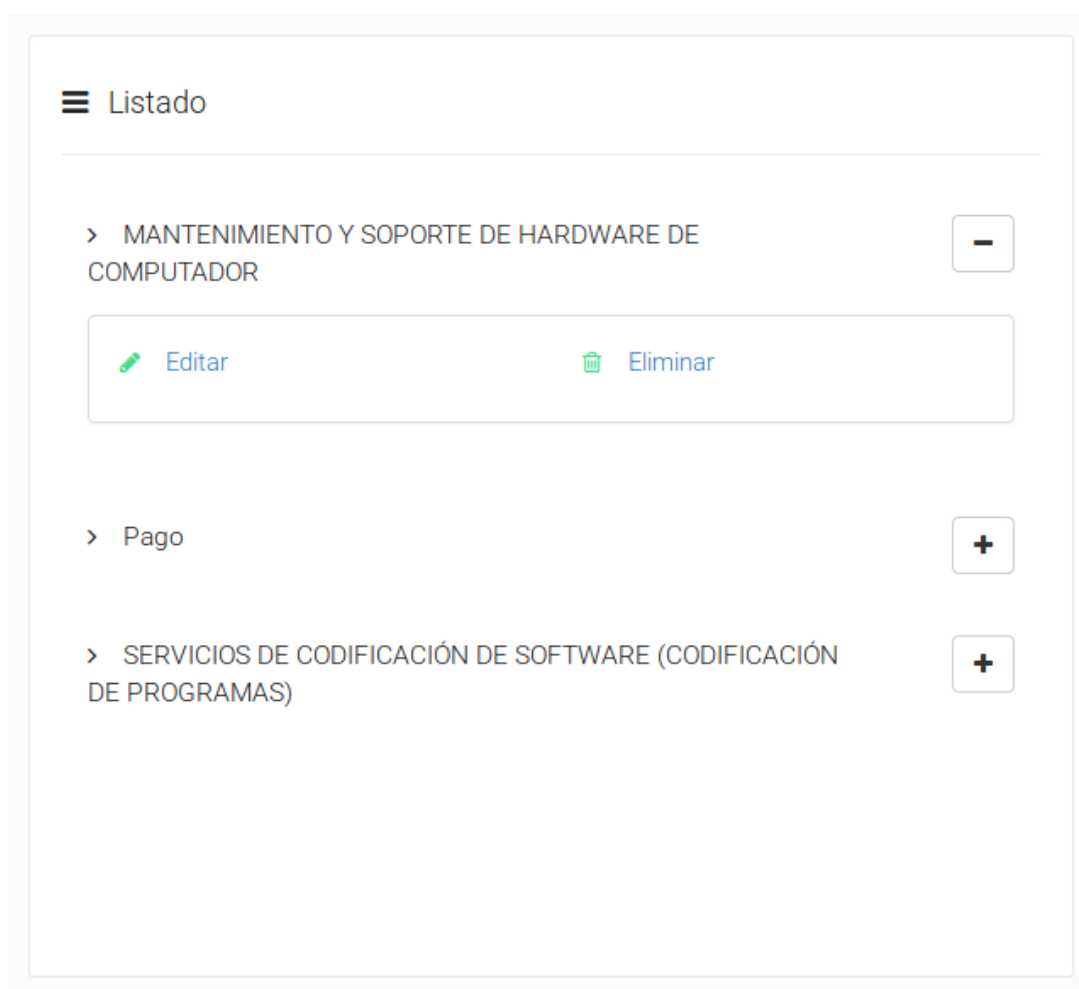 Listado
MANTENIMIENTO Y SOPORTE DE HARDWARE DE
COMPUTADOR
Editar
Eliminar
Pago
SERVICIOS DE CODIFICACIÓN DE SOFTWARE (CODIFICACIÓN
DE PROGRAMAS)